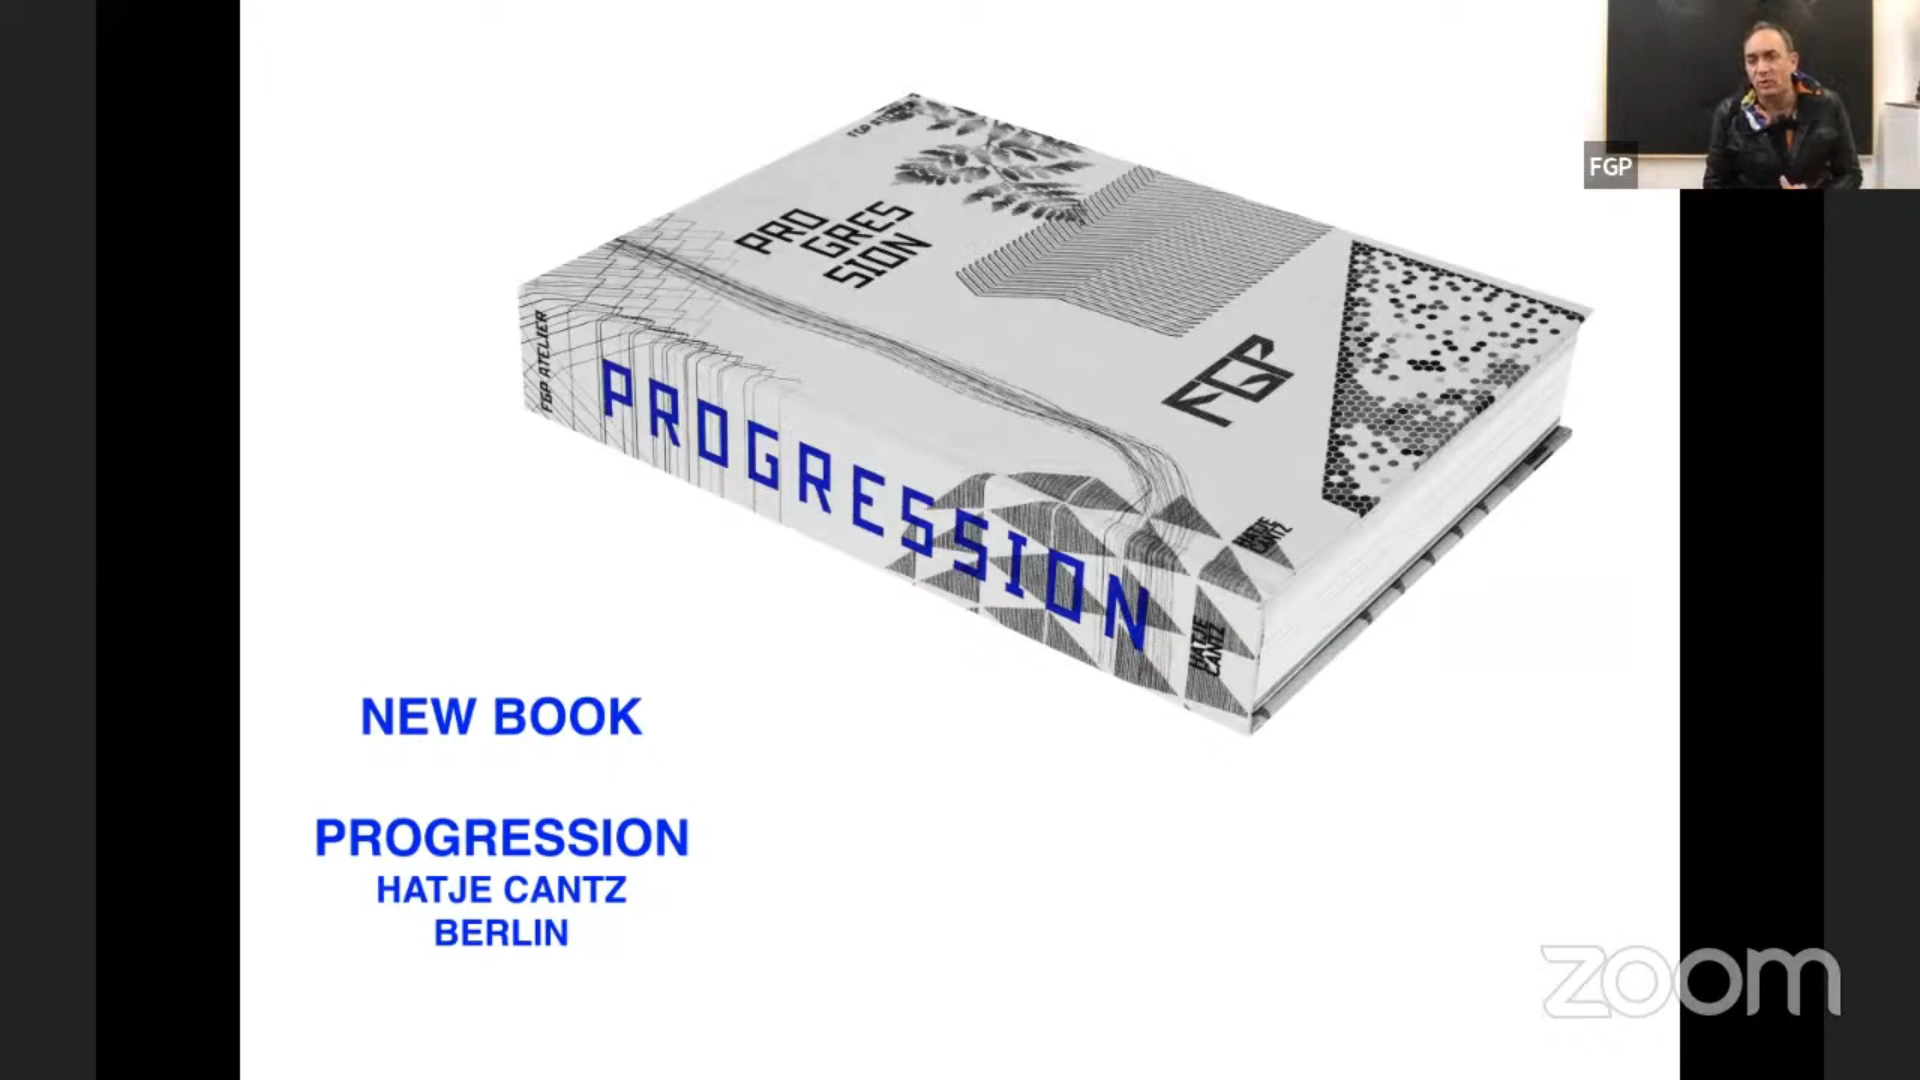 FGP ATELIER
PRO
GRES
SION
FGP
HATJE
CANTZ
FGP ATELIER
PROGRESSION
HATJE
CANTZ
FGP
NEW BOOK
PROGRESSION
HATJE CANTZ
BERLIN
zoom